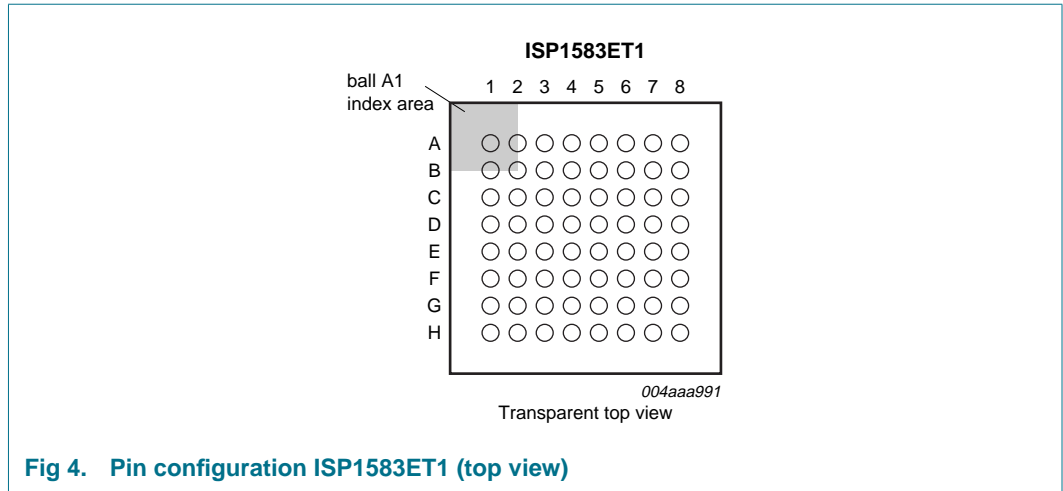 ISP1583ET1
ball A1
index area
1 2 3 4 5 6 7 8
A
B
C
D
E
F
G
H
004aaa991
Transparent top view
Fig 4. Pin configuration ISP1583ET1 (top view)